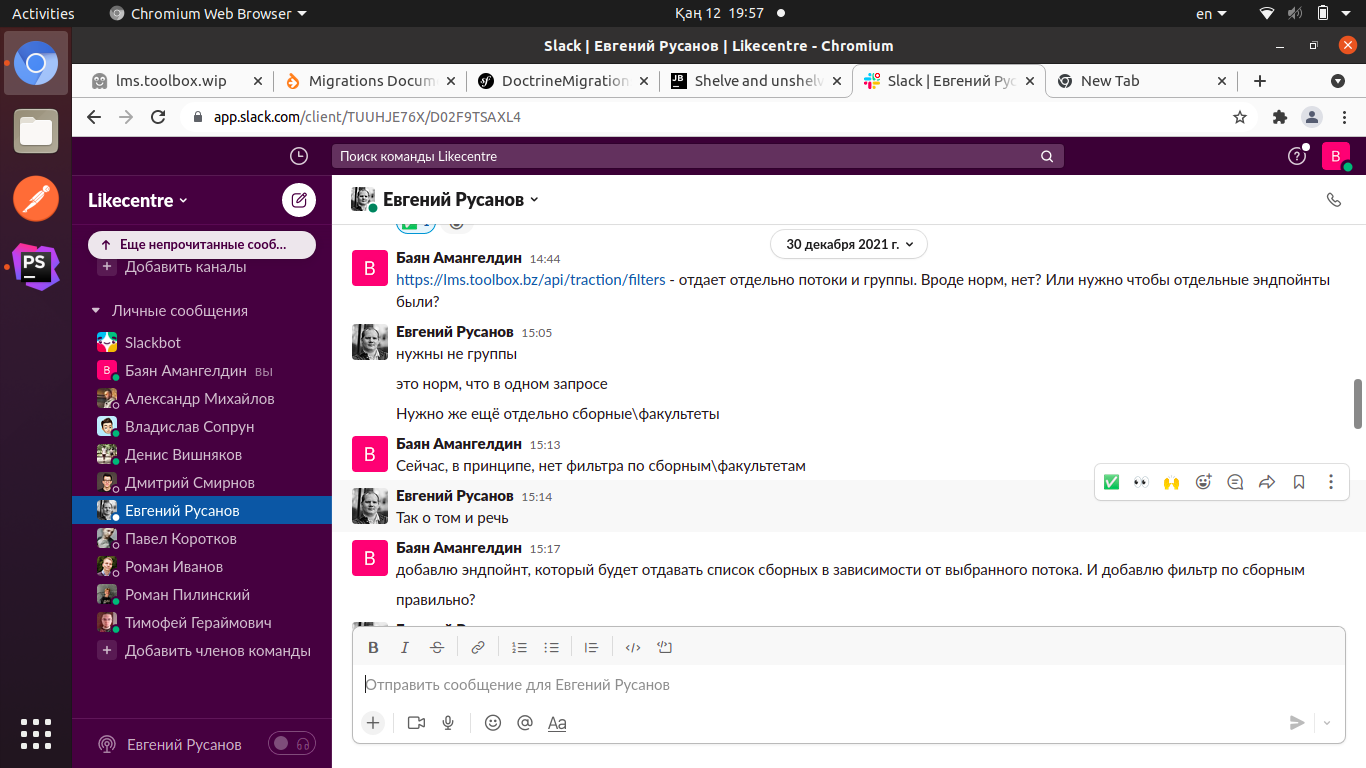 Activities
Chromium Web Browser
Қаң 12 19:57
en
Slack | Евгений Русанов | Likecentre - Chromium
lms.toolbox.wip
Migrations Docum
DoctrineMigration
Shelve and unshelv
Slack | Евгений Рус
New Tab
app.slack.com/client/TUUHJE76X/D02F9TSAXL4
Поиск команды Likecentre
B
Likecentre
Еще непрочитанные сооб...
Добавить каналы
Личные сообщения
Slackbot
B Баян Амангелдин вы
Александр Михайлов
Владислав Сопрун
Денис Вишняков
Дмитрий Смирнов
Евгений Русанов
Павел Коротков
Роман Иванов
Роман Пилинский
Тимофей Гераймович
Добавить членов команды
Евгений Русанов
PS
Евгений Русанов
30 декабря 2021 г.
B
Баян Амангелдин 14:44
https://lms.toolbox.bz/api/traction/filters - отдает отдельно потоки и группы. Вроде норм, нет? Или нужно чтобы отдельные эндпойнты
были?
Евгений Русанов 15:05
нужны не группы
это норм, что в одном запросе
Нужно же ещё отдельно сборные\факультеты
B
Баян Амангелдин 15:13
Сейчас, в принципе, нет фильтра по сборным\факультетам
Евгений Русанов 15:14
Так о том и речь
B
Баян Амангелдин 15:17
добавлю эндпойнт, который будет отдавать список сборных в зависимости от выбранного потока. И добавлю фильтр по сборным
правильно?
B I S
Отправить сообщение для Евгений Русанов
@ Aa